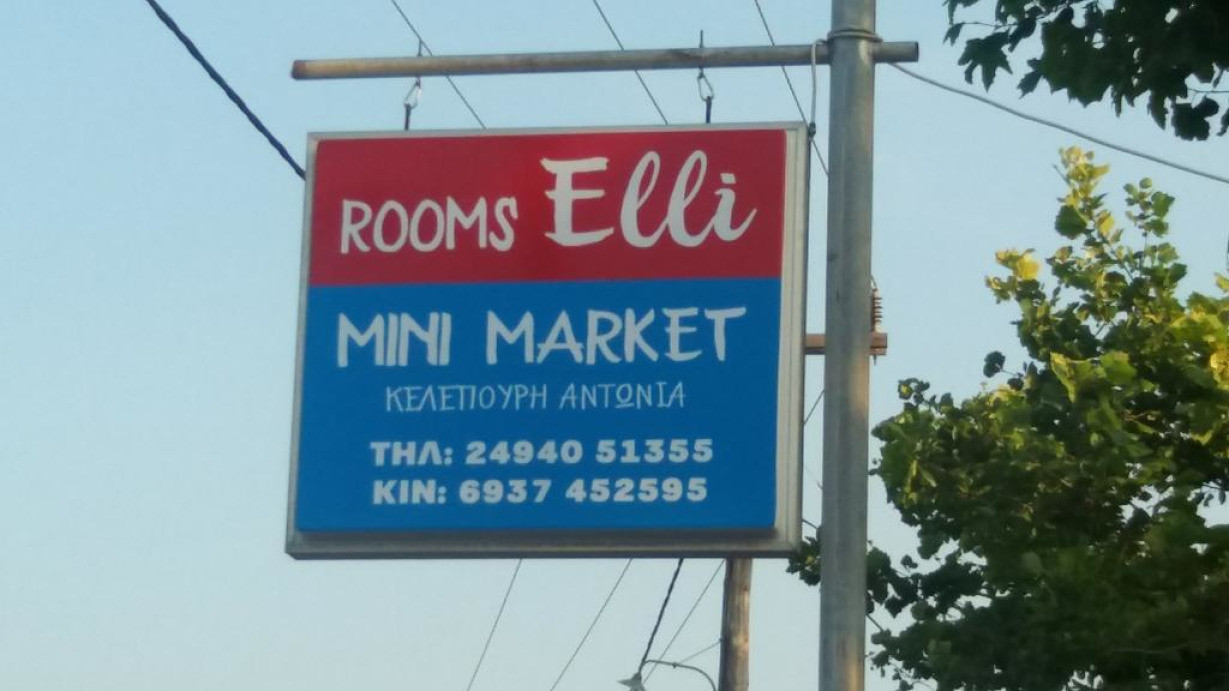 ROOMS Elli
MINI MARKET
ΚΕΛΕΠΟΥΡΗ ΑΝΤΩΝΙΑ
ΤΗΛ: 24940 51355
ΚΙΝ: 6937 452595